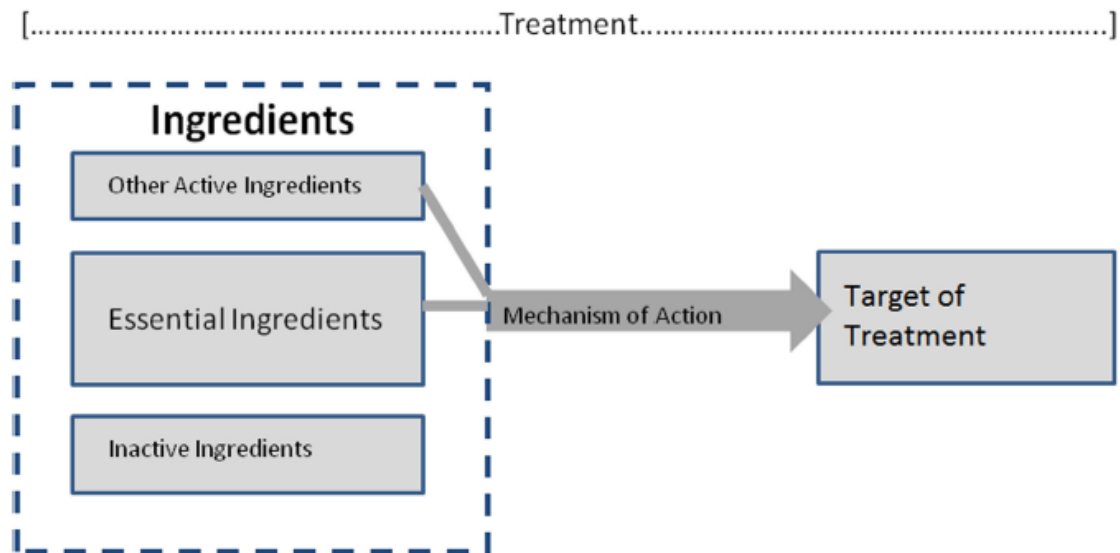 [……………………………………………………Treatment……………………………………………………..]
Ingredients
Other Active Ingredients
Essential Ingredients
Mechanism of Action
Target of
Treatment
Inactive Ingredients